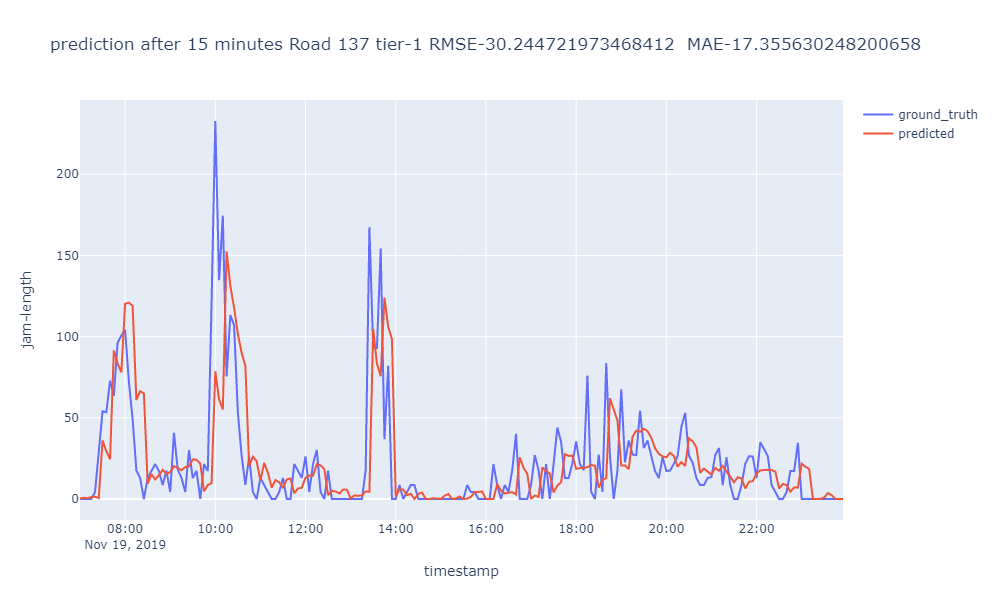 prediction after 15 minutes Road 137 tier-1 RMSE-30.244721973468412 MAE-17.355630248200658
ground_truth
predicted
200
150
100
50
0
jam-length
08:00 10:00 12:00 14:00 16:00 18:00 20:00 22:00
Nov 19, 2019
timestamp